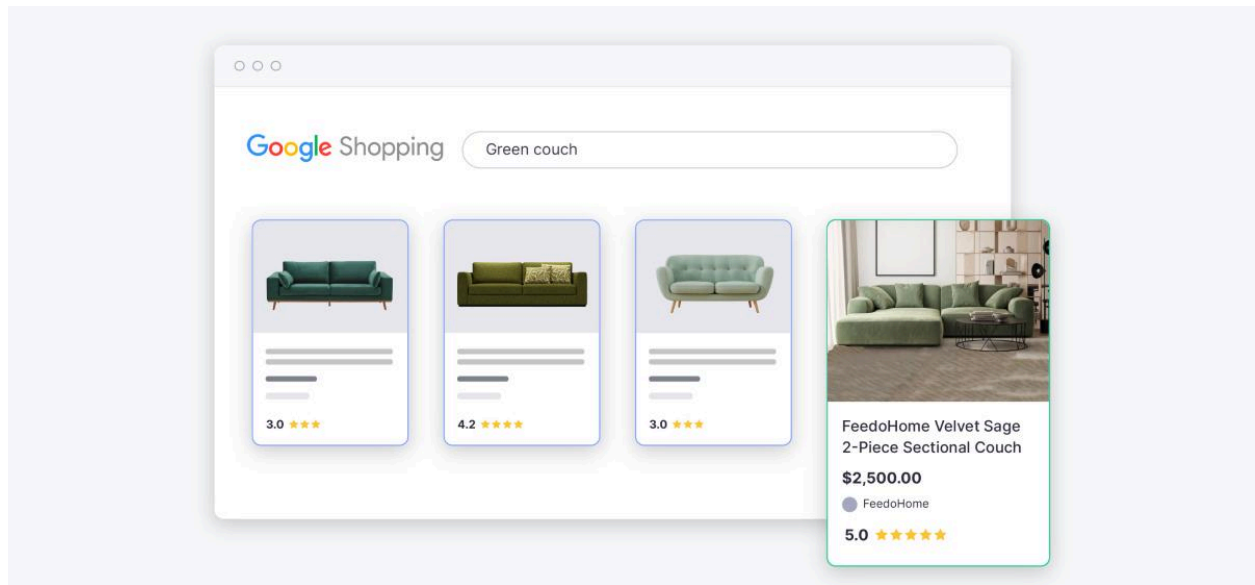 Google Shopping
Green couch
3.0
4.2
3.0
FeedoHome Velvet Sage
2-Piece Sectional Couch
$2,500.00
FeedoHome
5.0